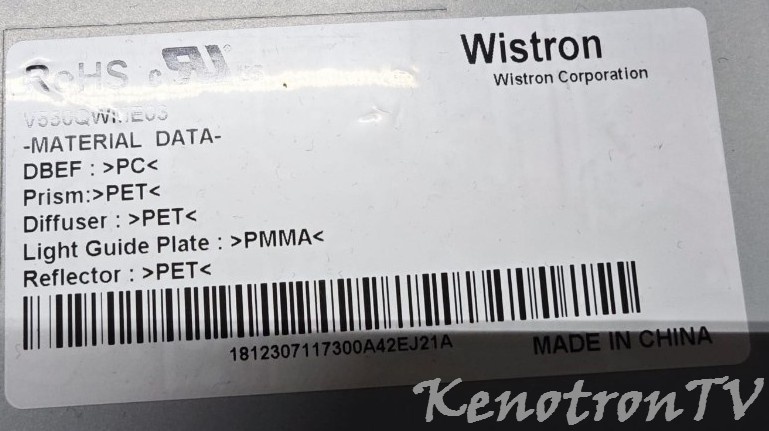 RoHS
Wistron
Wistron Corporation
-MATERIAL DATA-
DBEF : >PC<
Prism:>PET<
Diffuser : >PET<
Light Guide Plate : >PMMA<
Reflector : >PET<
1812307117300A42EJ21A
MADE IN CHINA
KenotronTV